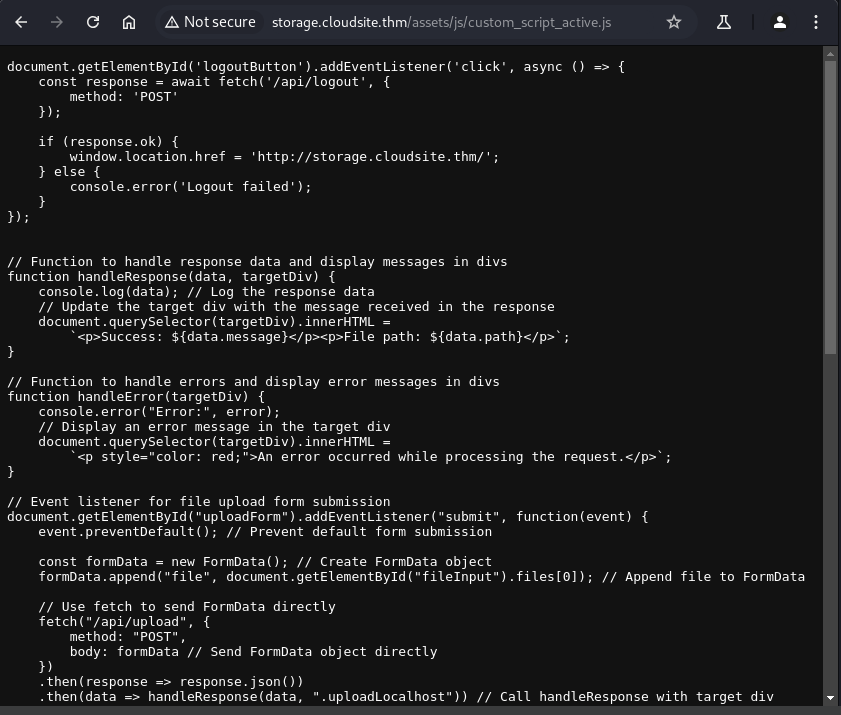 Not secure storage.cloudsite.thm/assets/js/custom_script_active.js
document.getElementById('logoutButton').addEventListener('click', async () => {
    const response = await fetch('/api/logout', {
        method: 'POST'
    });

    if (response.ok) {
        window.location.href = 'http://storage.cloudsite.thm/';
    } else {
        console.error('Logout failed');
    }
});


// Function to handle response data and display messages in divs
function handleResponse(data, targetDiv) {
    console.log(data); // Log the response data
    // Update the target div with the message received in the response
    document.querySelector(targetDiv).innerHTML =
        `<p>Success: ${data.message}</p><p>File path: ${data.path}</p>`;
}

// Function to handle errors and display error messages in divs
function handleError(targetDiv) {
    console.error("Error:", error);
    // Display an error message in the target div
    document.querySelector(targetDiv).innerHTML =
        `<p style="color: red;">An error occurred while processing the request.</p>`;
}

// Event listener for file upload form submission
document.getElementById("uploadForm").addEventListener("submit", function(event) {
    event.preventDefault(); // Prevent default form submission

    const formData = new FormData(); // Create FormData object
    formData.append("file", document.getElementById("fileInput").files[0]); // Append file to FormData

    // Use fetch to send FormData directly
    fetch("/api/upload", {
        method: "POST",
        body: formData // Send FormData object directly
    })
    .then(response => response.json())
    .then(data => handleResponse(data, ".uploadLocalhost")) // Call handleResponse with target div